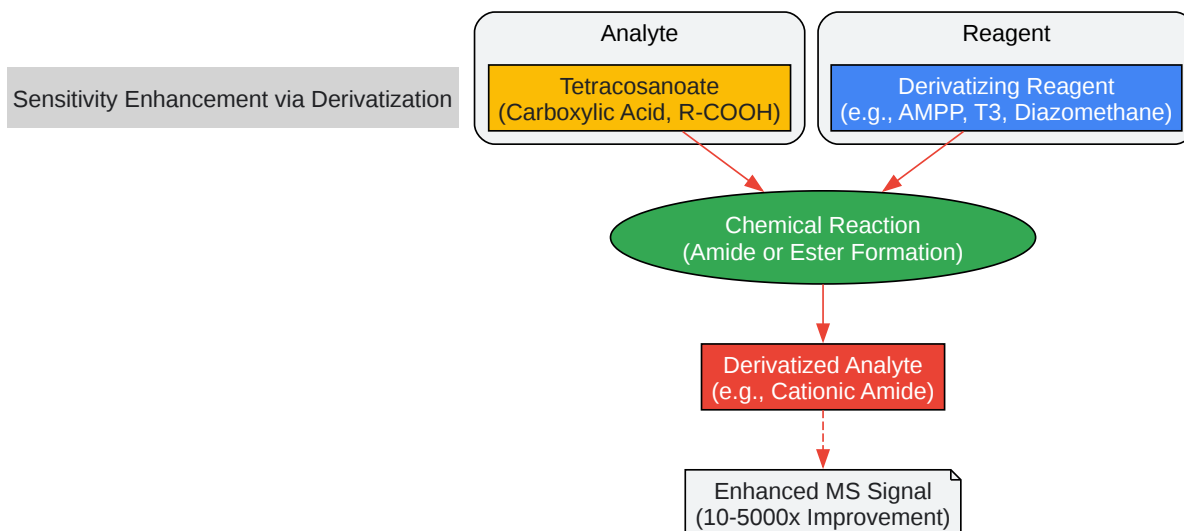 Sensitivity Enhancement via Derivatization
Analyte
Tetracosanoate
(Carboxylic Acid, R-COOH)
Reagent
Derivatizing Reagent
(e.g., AMPP, T3, Diazomethane)
Chemical Reaction
(Amide or Ester Formation)
Derivatized Analyte
(e.g., Cationic Amide)
Enhanced MS Signal
(10-5000x Improvement)